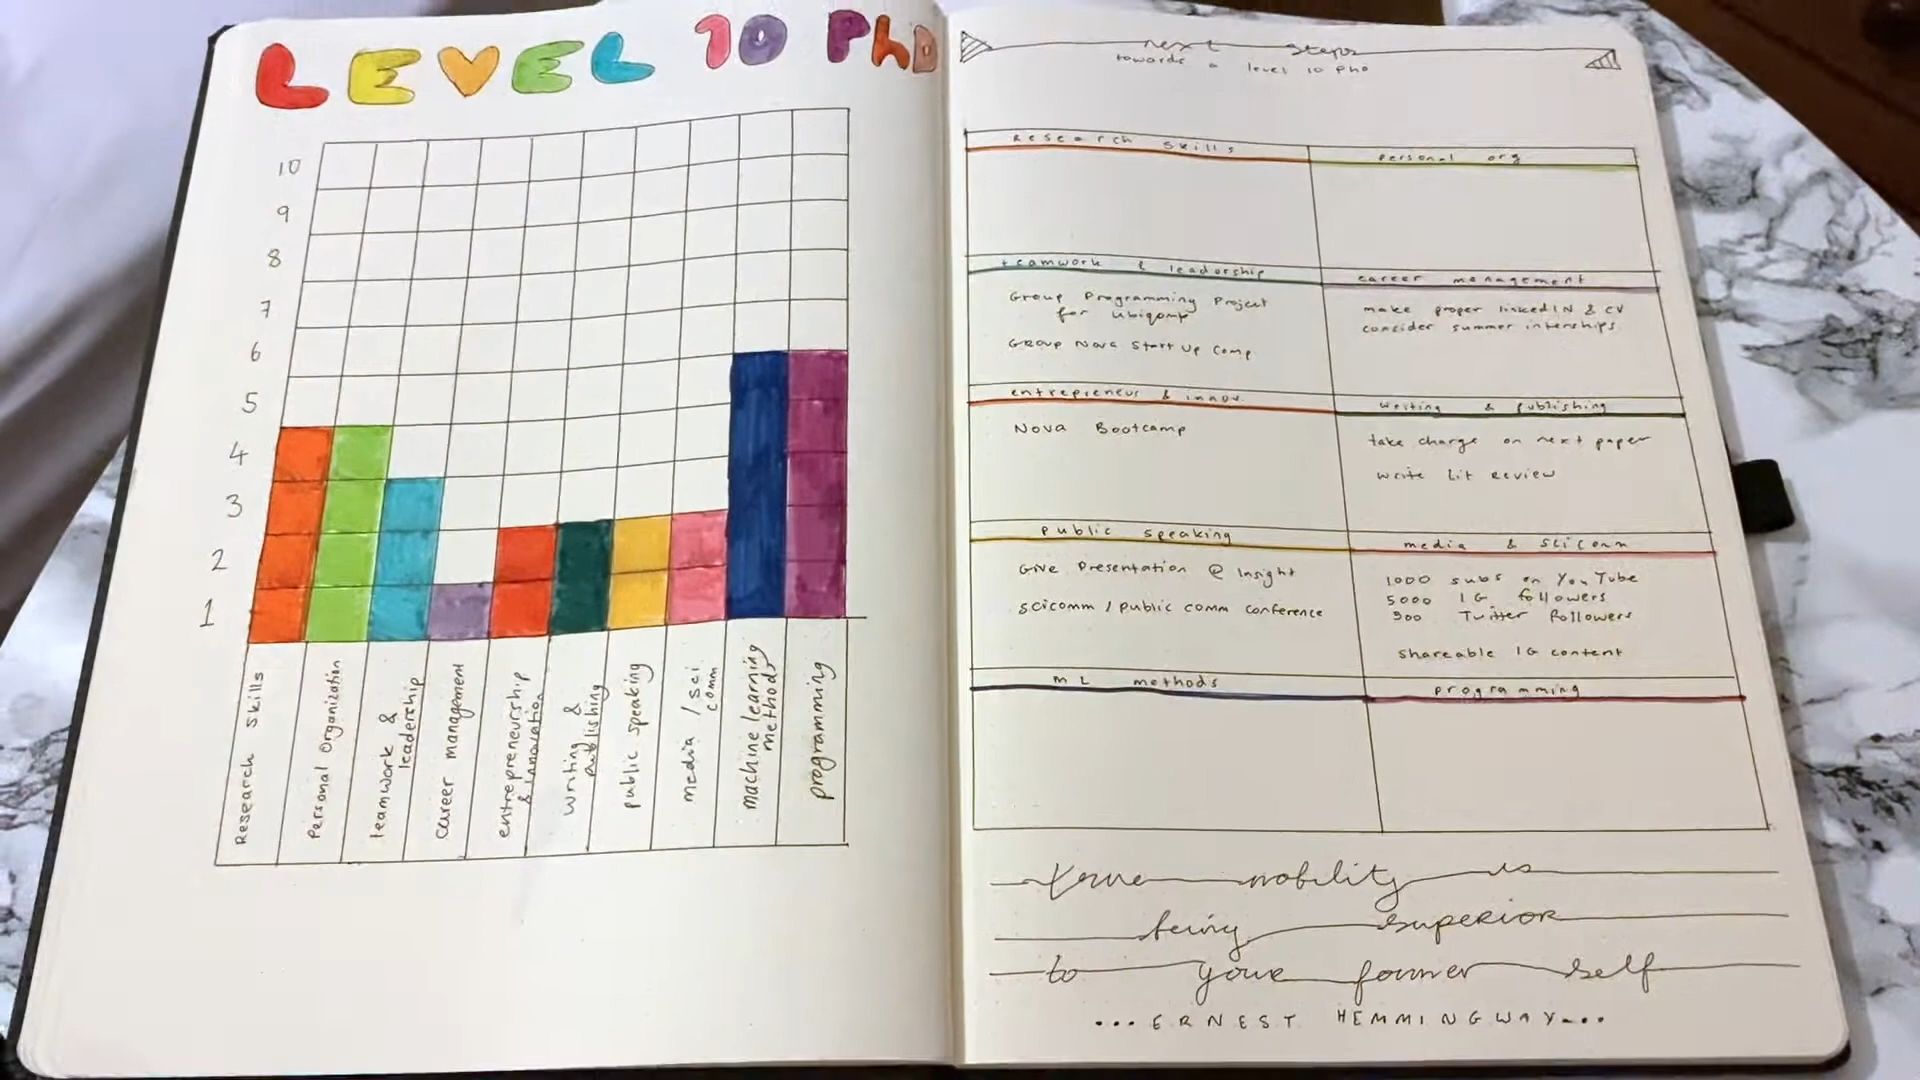 LEVEL 10 PhD
10
9
8
7
6
5
4
3
2
1
Research Skills
Personal Organization
teamwork &
leadership
career management
entrepreneurship
& innovation
writing &
publishing
public speaking
media / sci
comm
machine learning
methods
programming
next steps
towards a level 10 PhD
Research Skills
personal org
teamwork & leadership
Group Programming Project
for Ubiqomp
Group Nova Start Up Comp
career management
make proper linkedIN & CV
consider summer internships
entrepreneur & innov.
Nova Bootcamp
writing & publishing
take charge on next paper
write Lit Review
public speaking
Give Presentation @ Insight
scicomm / public comm conference
media & scicomm
1000 subs on YouTube
5000 IG followers
900 Twitter followers
shareable IG content
ML methods
programming
true nobility is
being superior
to your former self
...ERNEST HEMMINGWAY...